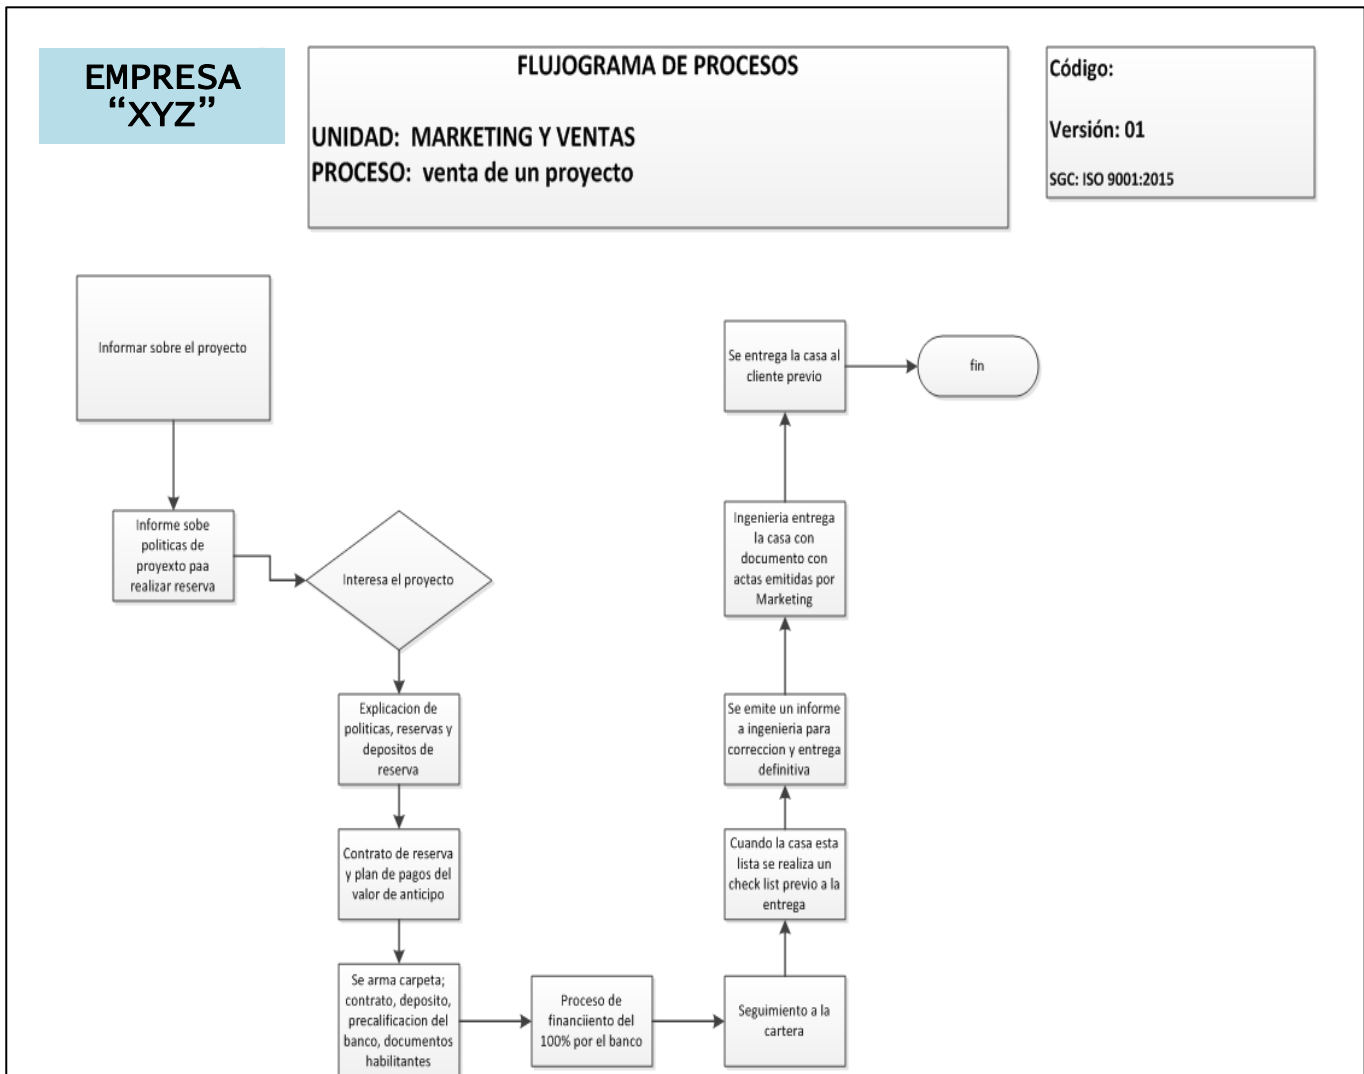 EMPRESA
“XYZ”
FLUJOGRAMA DE PROCESOS
UNIDAD: MARKETING Y VENTAS
PROCESO: venta de un proyecto
Código:
Versión: 01
SGC: ISO 9001:2015
Informar sobre el proyecto
Informe sobe
politicas de
proyexto paa
realizar reserva
Interesa el proyecto
Explicacion de
politicas, reservas y
depositos de
reserva
Contrato de reserva
y plan de pagos del
valor de anticipo
Se arma carpeta;
contrato, deposito,
precalificacion del
banco, documentos
habilitantes
Proceso de
financiiento del
100% por el banco
Seguimiento a la
cartera
Cuando la casa esta
lista se realiza un
check list previo a la
entrega
Se emite un informe
a ingenieria para
correccion y entrega
definitiva
Ingenieria entrega
la casa con
documento con
actas emitidas por
Marketing
Se entrega la casa al
cliente previo
fin